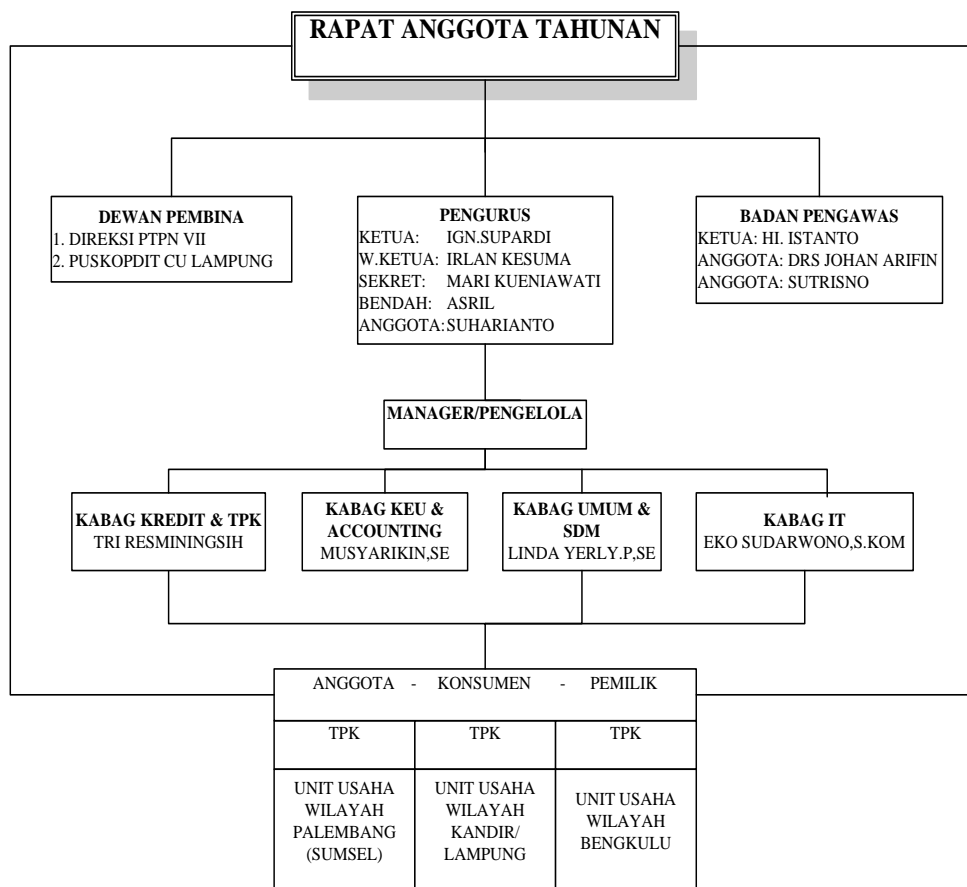 RAPAT ANGGOTA TAHUNAN
DEWAN PEMBINA
1. DIREKSI PTPN VII
2. PUSKOPDIT CU LAMPUNG
PENGURUS
KETUA: IGN.SUPARDI
W.KETUA: IRLAN KESUMA
SEKRET: MARI KUENIAWATI
BENDAH: ASRIL
ANGGOTA: SUHARIANTO
BADAN PENGAWAS
KETUA: HI. ISTANTO
ANGGOTA: DRS JOHAN ARIFIN
ANGGOTA: SUTRISNO
MANAGER/PENGELOLA
KABAG KREDIT & TPK
TRI RESMININGSIH
KABAG KEU &
ACCOUNTING
MUSYARIKIN,SE
KABAG UMUM &
SDM
LINDA YERLY.P,SE
KABAG IT
EKO SUDARWONO,S.KOM
ANGGOTA - KONSUMEN - PEMILIK
TPK
TPK
TPK
UNIT USAHA
WILAYAH
PALEMBANG
(SUMSEL)
UNIT USAHA
WILAYAH
KANDIR/
LAMPUNG
UNIT USAHA
WILAYAH
BENGKULU